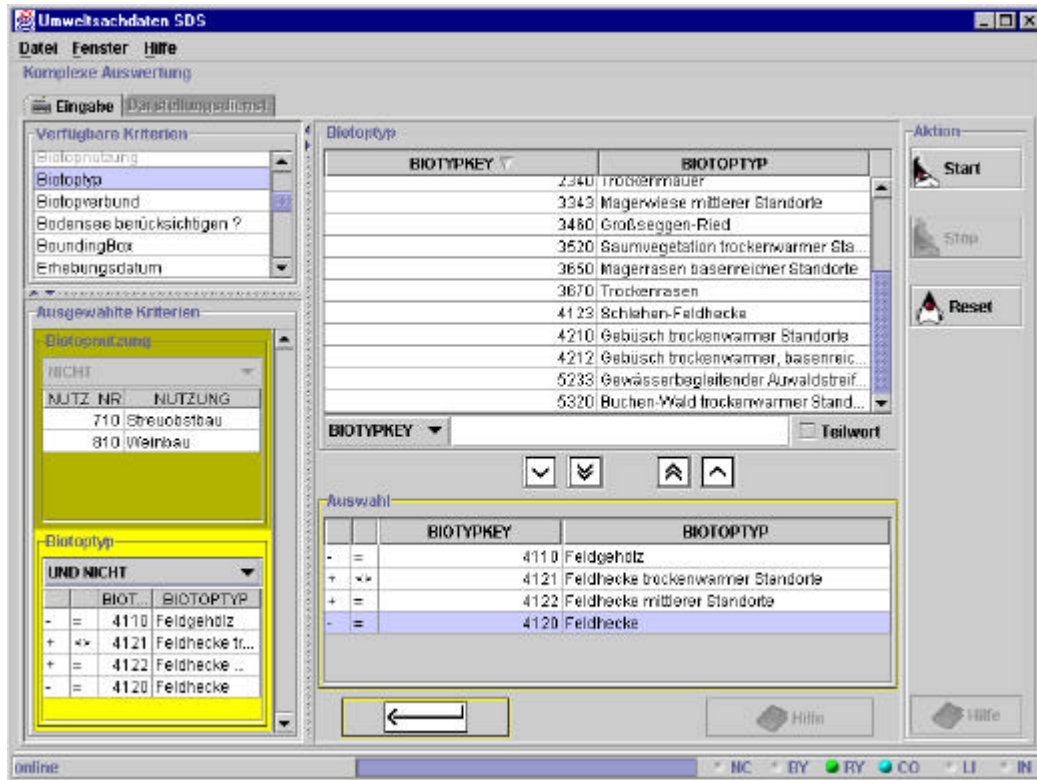 Umweltsachdaten SDS
Datei Fenster Hilfe
Komplexe Auswertung
Eingabe Darstellungsdienst
Verfügbare Kriterien
Biotopnutzung
Biotoptyp
Biotopverbund
Bodensee berücksichtigen ?
BoundingBox
Erhebungsdatum
Ausgewählte Kriterien
Biotopnutzung
NICHT
NUTZ NR NUTZUNG
710 Streuobstbau
810 Weinbau
Biotoptyp
UND NICHT
BIOT... BIOTOPTYP
- = 4110 Feldgehölz
+ <> 4121 Feldhecke tr...
+ = 4122 Feldhecke ...
- = 4120 Feldhecke
Biotoptyp
BIOTYPKEY BIOTOPTYP
2340 Trockenmauer
3343 Magerwiese mittlerer Standorte
3460 Großseggen-Ried
3520 Saumvegetation trockenwarmer Sta...
3650 Magerrasen basenreicher Standorte
3670 Trockenrasen
4123 Schlehen-Feldhecke
4210 Gebüsch trockenwarmer Standorte
4212 Gebüsch trockenwarmer, basenreic...
5233 Gewässerbegleitender Auwaldstreif...
5320 Buchen-Wald trockenwarmer Stand...
BIOTYPKEY Teilwort
Auswahl
BIOTYPKEY BIOTOPTYP
- = 4110 Feldgehölz
+ <> 4121 Feldhecke trockenwarmer Standorte
+ = 4122 Feldhecke mittlerer Standorte
- = 4120 Feldhecke
Hilfe
Aktion
Start
Stop
Reset
Hilfe
online NC BY RY CO LI IN